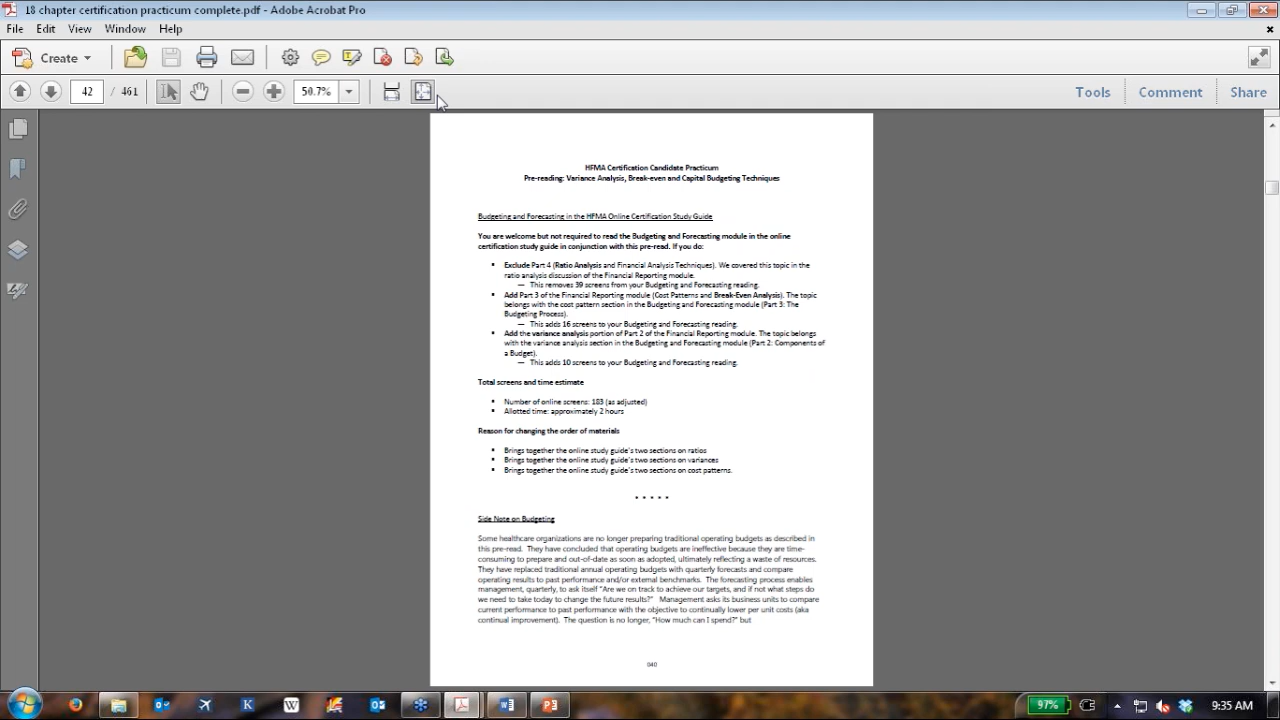 18 chapter certification practicum complete.pdf - Adobe Acrobat Pro
File Edit View Window Help
Create
42 / 461 50.7% Tools Comment Share
HFMA Certification Candidate Practicum
Pre-reading: Variance Analysis, Break-even and Capital Budgeting Techniques
Budgeting and Forecasting in the HFMA Online Certification Study Guide
You are welcome but not required to read the Budgeting and Forecasting module in the online
certification study guide in conjunction with this pre-read. If you do:
▪ Exclude Part 4 (Ratio Analysis and Financial Analysis Techniques). We covered this topic in the
ratio analysis discussion of the Financial Reporting module.
— This removes 39 screens from your Budgeting and Forecasting reading.
▪ Add Part 3 of the Financial Reporting module (Cost Patterns and Break-Even Analysis). The topic
belongs with the cost pattern section in the Budgeting and Forecasting module (Part 3: The
Budgeting Process).
— This adds 16 screens to your Budgeting and Forecasting reading.
▪ Add the variance analysis portion of Part 2 of the Financial Reporting module. The topic belongs
with the variance analysis section in the Budgeting and Forecasting module (Part 2: Components of
a Budget).
— This adds 10 screens to your Budgeting and Forecasting reading.
Total screens and time estimate
▪ Number of online screens: 183 (as adjusted)
▪ Allotted time: approximately 2 hours
Reason for changing the order of materials
▪ Brings together the online study guide's two sections on ratios
▪ Brings together the online study guide's two sections on variances
▪ Brings together the online study guide's two sections on cost patterns.
• • • • •
Side Note on Budgeting
Some healthcare organizations are no longer preparing traditional operating budgets as described in
this pre-read. They have concluded that operating budgets are ineffective because they are time-
consuming to prepare and out-of-date as soon as adopted, ultimately reflecting a waste of resources.
They have replaced traditional annual operating budgets with quarterly forecasts and compare
operating results to past performance and/or external benchmarks. The forecasting process enables
management, quarterly, to ask itself "Are we on track to achieve our targets, and if not what steps do
we need to take today to change the future results?" Management asks its business units to compare
current performance to past performance with the objective to continually lower per unit costs (aka
continual improvement). The question is no longer, "How much can I spend?" but
040
97% 9:35 AM